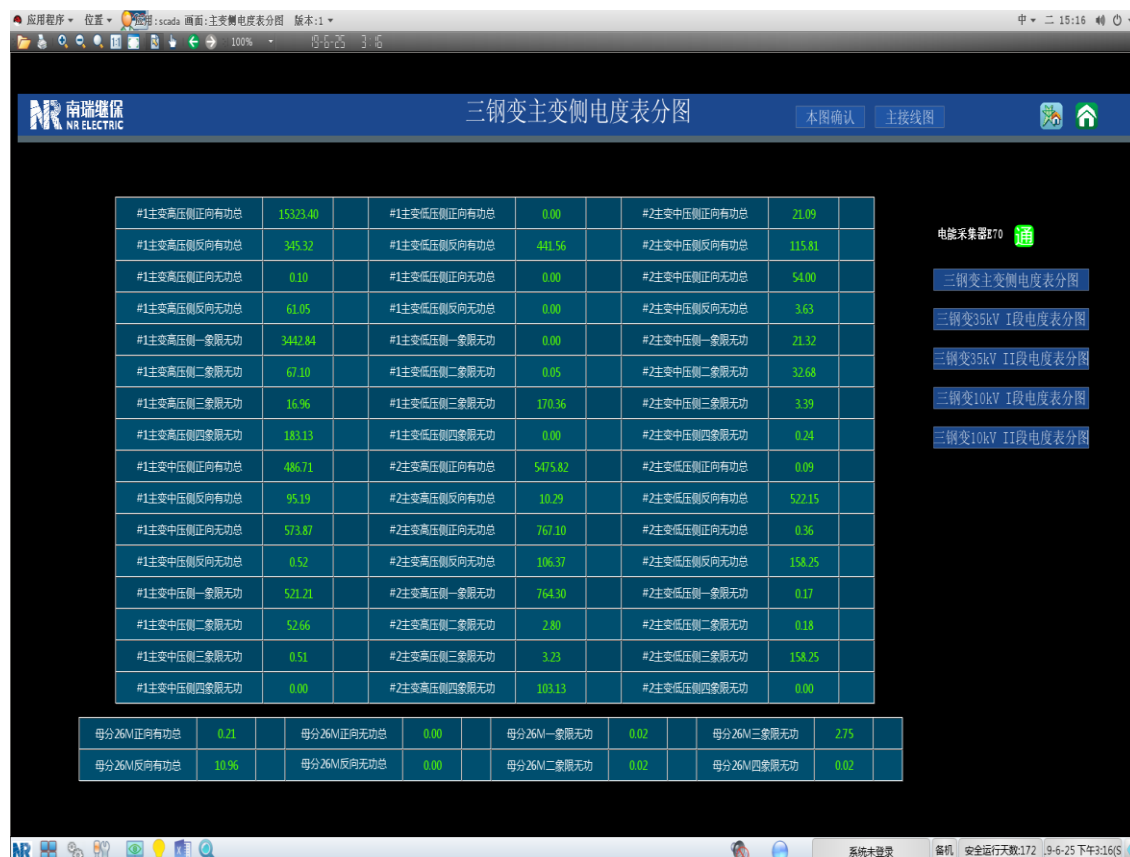 应用程序 位置 应用:scada 画面:主变侧电度表分图 版本:1 中 二 15:16
1:1 100% 19-6-25 3:16
NR 南瑞继保 NR ELECTRIC 三钢变主变侧电度表分图 本图确认 主接线图
#1主变高压侧正向有功总 15323.40 #1主变低压侧正向有功总 0.00 #2主变中压侧正向有功总 21.09
#1主变高压侧反向有功总 345.32 #1主变低压侧反向有功总 441.56 #2主变中压侧反向有功总 115.81
#1主变高压侧正向无功总 0.10 #1主变低压侧正向无功总 0.00 #2主变中压侧正向无功总 54.00
#1主变高压侧反向无功总 61.05 #1主变低压侧反向无功总 0.00 #2主变中压侧反向无功总 3.63
#1主变高压侧一象限无功 3442.84 #1主变低压侧一象限无功 0.00 #2主变中压侧一象限无功 21.32
#1主变高压侧二象限无功 67.10 #1主变低压侧二象限无功 0.05 #2主变中压侧二象限无功 32.68
#1主变高压侧三象限无功 16.96 #1主变低压侧三象限无功 170.36 #2主变中压侧三象限无功 3.39
#1主变高压侧四象限无功 183.13 #1主变低压侧四象限无功 0.00 #2主变中压侧四象限无功 0.24
#1主变中压侧正向有功总 486.71 #2主变高压侧正向有功总 5475.82 #2主变低压侧正向有功总 0.09
#1主变中压侧反向有功总 95.19 #2主变高压侧反向有功总 10.29 #2主变低压侧反向有功总 522.15
#1主变中压侧正向无功总 573.87 #2主变高压侧正向无功总 767.10 #2主变低压侧正向无功总 0.36
#1主变中压侧反向无功总 0.52 #2主变高压侧反向无功总 106.37 #2主变低压侧反向无功总 158.25
#1主变中压侧一象限无功 521.21 #2主变高压侧一象限无功 764.30 #2主变低压侧一象限无功 0.17
#1主变中压侧二象限无功 52.66 #2主变高压侧二象限无功 2.80 #2主变低压侧二象限无功 0.18
#1主变中压侧三象限无功 0.51 #2主变高压侧三象限无功 3.23 #2主变低压侧三象限无功 158.25
#1主变中压侧四象限无功 0.00 #2主变高压侧四象限无功 103.13 #2主变低压侧四象限无功 0.00
母分26M正向有功总 0.21 母分26M正向无功总 0.00 母分26M一象限无功 0.02 母分26M三象限无功 2.75
母分26M反向有功总 10.96 母分26M反向无功总 0.00 母分26M二象限无功 0.02 母分26M四象限无功 0.02
电能采集器E70 通
三钢变主变侧电度表分图
三钢变35kV I段电度表分图
三钢变35kV II段电度表分图
三钢变10kV I段电度表分图
三钢变10kV II段电度表分图
NR 系统未登录 备机 安全运行天数:172 .9-6-25 下午3:16(S